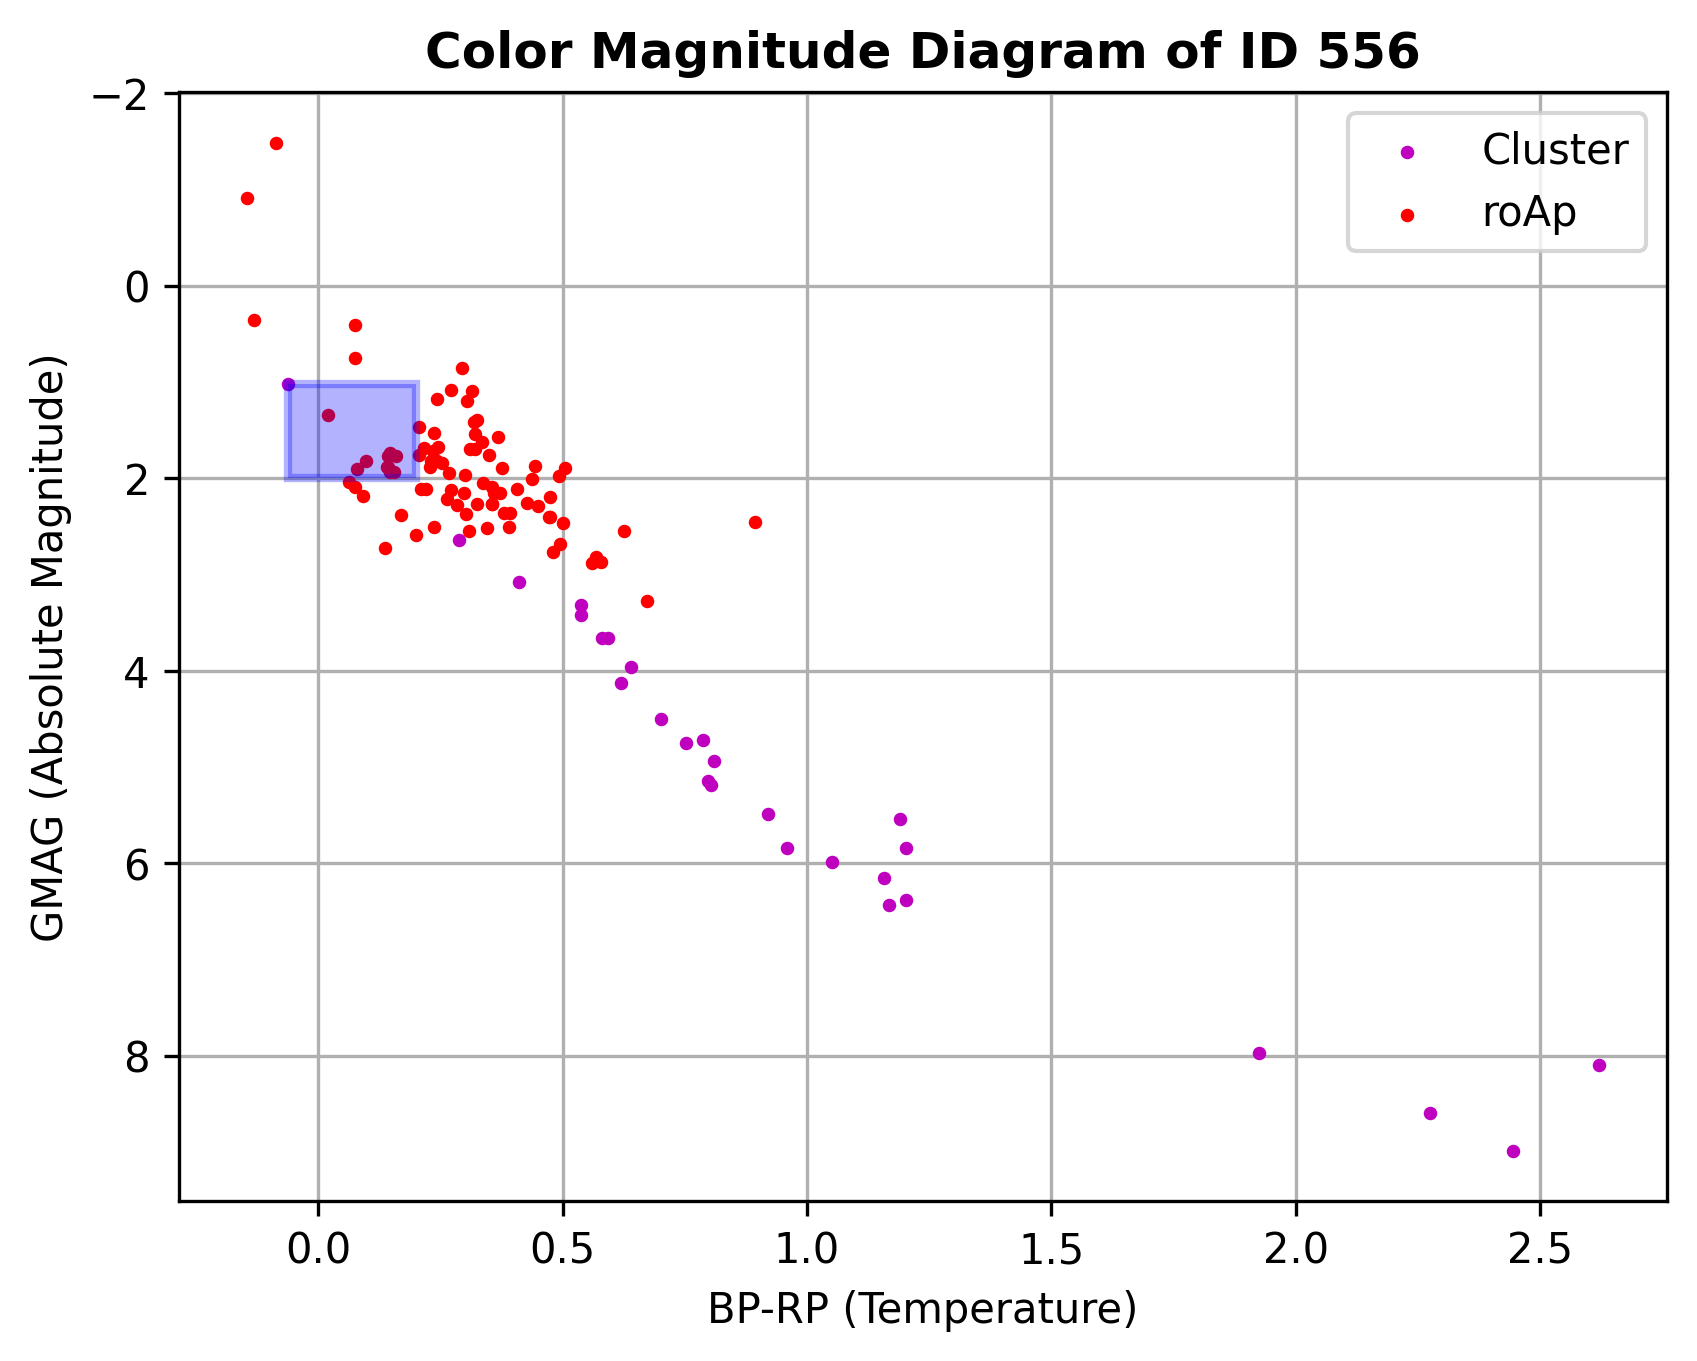 Color Magnitude Diagram of ID 556
−2
0
2
4
6
8
GMAG (Absolute Magnitude)
Cluster
roAp
0.0 0.5 1.0 1.5 2.0 2.5
BP-RP (Temperature)